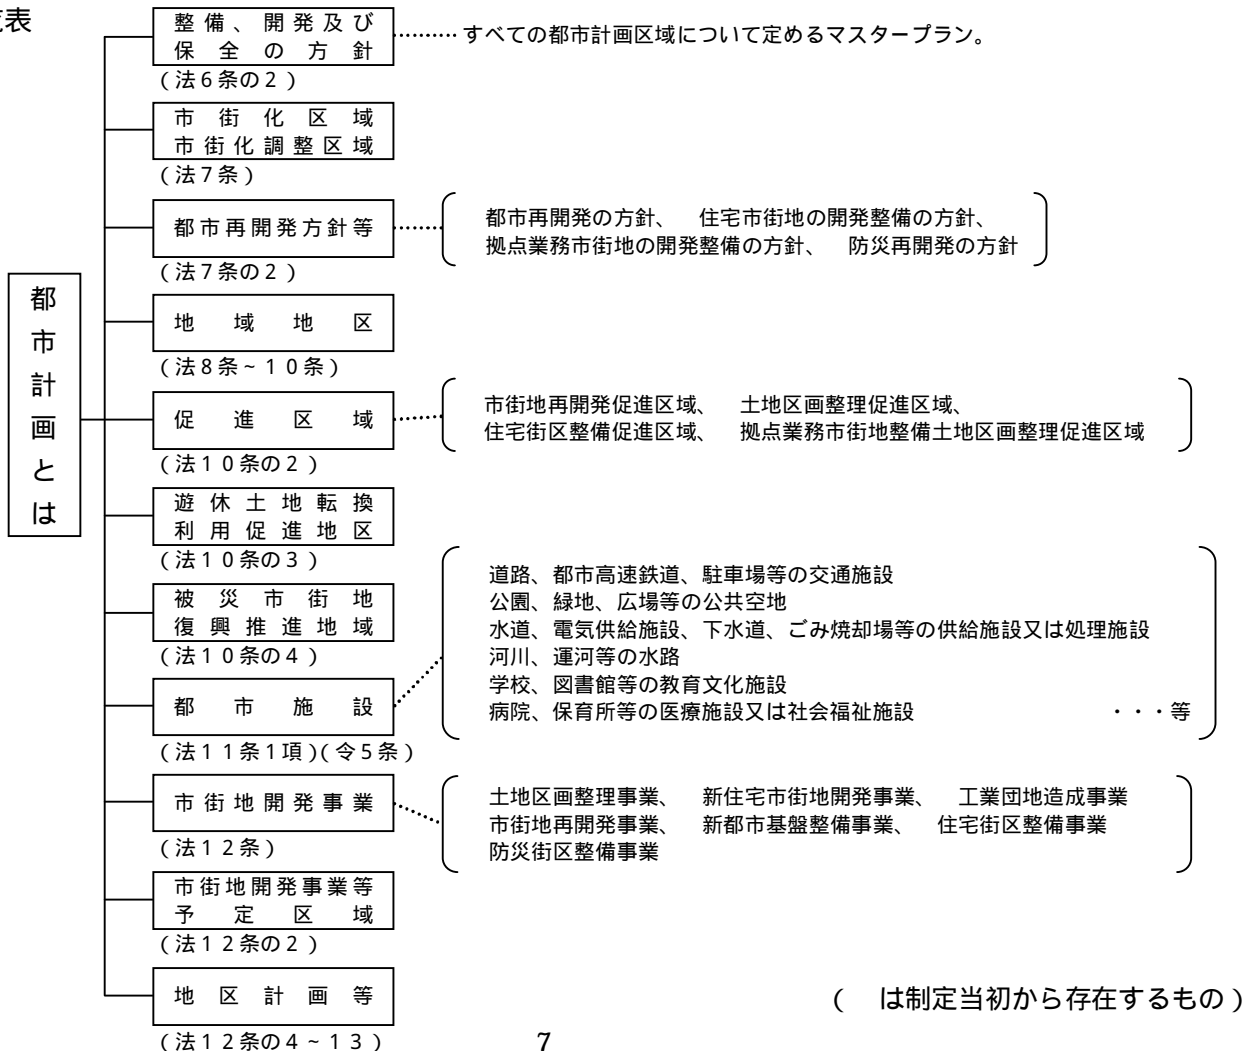 表
都市計画とは
整備、開発及び
保全の方針
すべての都市計画区域について定めるマスタープラン。
(法6条の2)
市街化区域
市街化調整区域
(法7条)
都市再開発方針等
都市再開発の方針、 住宅市街地の開発整備の方針、
拠点業務市街地の開発整備の方針、 防災再開発の方針
(法7条の2)
地域地区
(法8条~10条)
促進区域
市街地再開発促進区域、 土地区画整理促進区域、
住宅街区整備促進区域、 拠点業務市街地整備土地区画整理促進区域
(法10条の2)
遊休土地転換
利用促進地区
(法10条の3)
被災市街地
復興推進地域
(法10条の4)
都市施設
道路、都市高速鉄道、駐車場等の交通施設
公園、緑地、広場等の公共空地
水道、電気供給施設、下水道、ごみ焼却場等の供給施設又は処理施設
河川、運河等の水路
学校、図書館等の教育文化施設
病院、保育所等の医療施設又は社会福祉施設 ・・・等
(法11条1項)(令5条)
市街地開発事業
土地区画整理事業、 新住宅市街地開発事業、 工業団地造成事業
市街地再開発事業、 新都市基盤整備事業、 住宅街区整備事業
防災街区整備事業
(法12条)
市街地開発事業等
予定区域
(法12条の2)
地区計画等
( は制定当初から存在するもの)
(法12条の4~13)
7